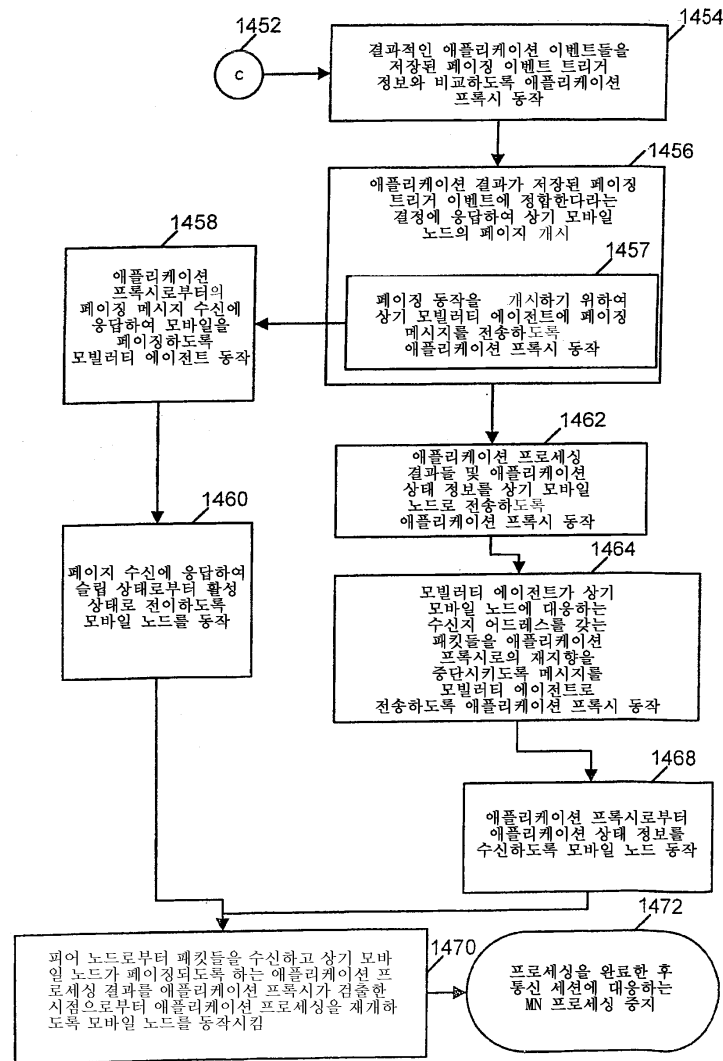 1452
c
1454
결과적인 애플리케이션 이벤트들을
저장된 페이징 이벤트 트리거
정보와 비교하도록 애플리케이션
프록시 동작
1456
애플리케이션 결과가 저장된 페이징
트리거 이벤트에 정합한다라는
결정에 응답하여 상기 모바일
노드의 페이지 개시
1457
페이징 동작을 개시하기 위하여
상기 모빌러티 에이전트에 페이징
메시지를 전송하도록
애플리케이션 프록시 동작
1458
애플리케이션
프록시로부터의
페이징 메시지 수신에
응답하여 모바일을
페이징하도록
모빌러티 에이전트 동작
1460
페이지 수신에 응답하여
슬립 상태로부터 활성
상태로 전이하도록
모바일 노드를 동작
1462
애플리케이션 프로세싱
결과들 및 애플리케이션
상태 정보를 상기 모바일
노드로 전송하도록
애플리케이션 프록시 동작
1464
모빌러티 에이전트가 상기
모바일 노드에 대응하는
수신지 어드레스를 갖는
패킷들을 애플리케이션
프록시로의 재지향을
중단시키도록 메시지를
모빌러티 에이전트로
전송하도록 애플리케이션 프록시 동작
1468
애플리케이션 프록시로부터
애플리케이션 상태 정보를
수신하도록 모바일 노드 동작
1470
피어 노드로부터 패킷들을 수신하고 상기 모바
일 노드가 페이징되도록 하는 애플리케이션 프
로세싱 결과를 애플리케이션 프록시가 검출한
시점으로부터 애플리케이션 프로세싱을 재개하
도록 모바일 노드를 동작시킴
1472
프로세싱을 완료한 후
통신 세션에 대응하는
MN 프로세싱 중지